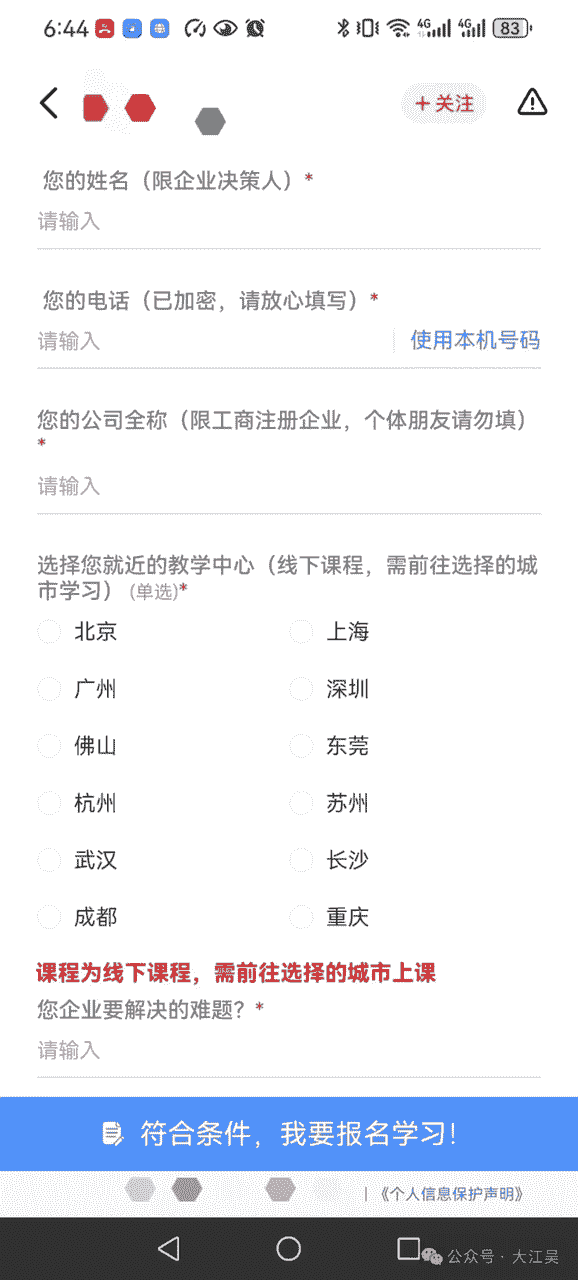 6:44
4G
4G
83
+关注
您的姓名（限企业决策人）*
请输入
您的电话（已加密，请放心填写）*
请输入
使用本机号码
您的公司全称（限工商注册企业，个体朋友请勿填）
*
请输入
选择您就近的教学中心（线下课程，需前往选择的城
市学习）(单选)*
北京
上海
广州
深圳
佛山
东莞
杭州
苏州
武汉
长沙
成都
重庆
课程为线下课程，需前往选择的城市上课
您企业要解决的难题？*
请输入
符合条件，我要报名学习！
|《个人信息保护声明》
公众号·大江吴